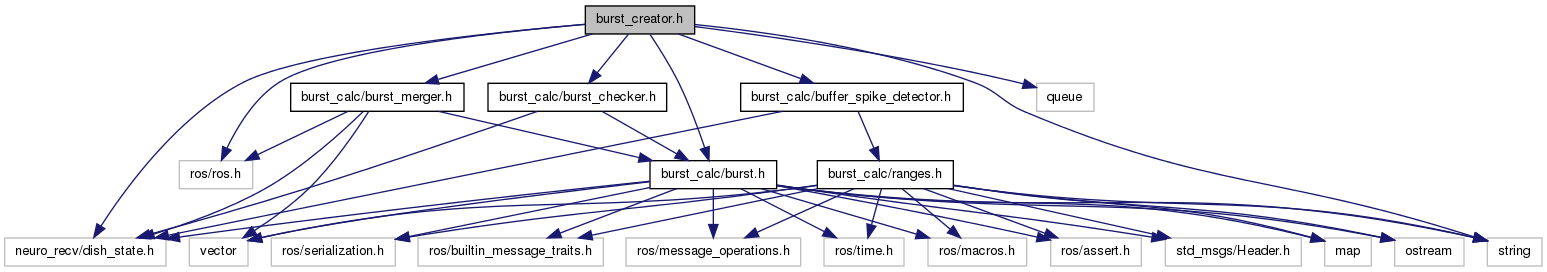 burst_creator.h
burst_calc/burst_merger.h
burst_calc/burst_checker.h
burst_calc/buffer_spike_detector.h
queue
ros/ros.h
burst_calc/burst.h
burst_calc/ranges.h
neuro_recv/dish_state.h
vector
ros/serialization.h
ros/builtin_message_traits.h
ros/message_operations.h
ros/time.h
ros/macros.h
ros/assert.h
std_msgs/Header.h
map
ostream
string